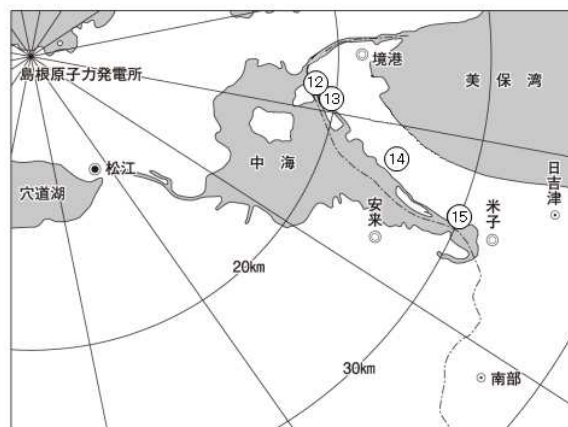 島根原子力発電所
境港
美保湾
⑫
⑬
中海
⑭
松江
宍道湖
日吉津
⑮
安来
米子
20km
30km
南部